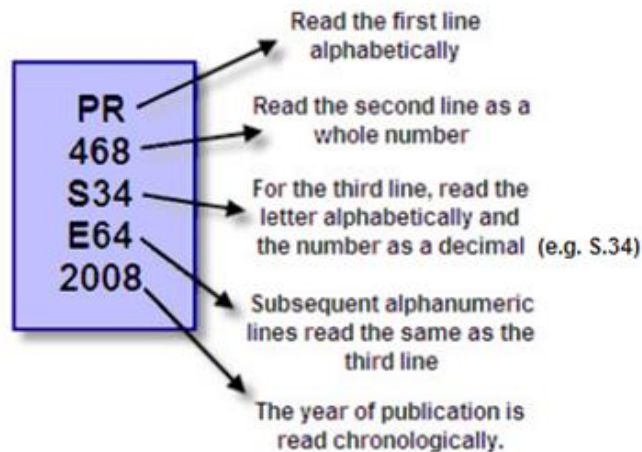 Read the first line
alphabetically
PR
Read the second line as a
whole number
468
For the third line, read the
letter alphabetically and
the number as a decimal (e.g. S.34)
S34
E64
Subsequent alphanumeric
lines read the same as the
third line
2008
The year of publication is
read chronologically.